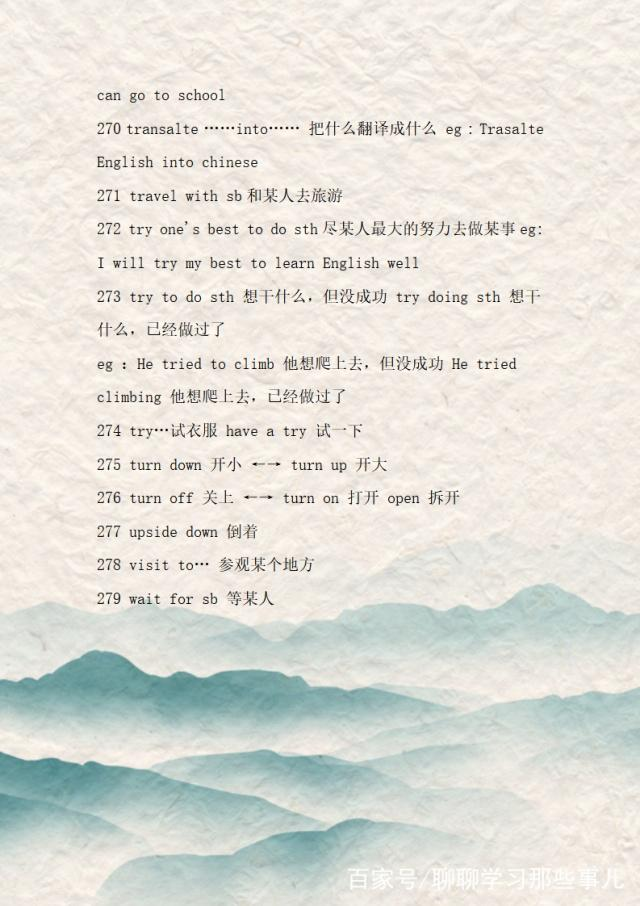 can go to school
270 transalte ……into…… 把什么翻译成什么 eg : Trasalte
English into chinese
271 travel with sb 和某人去旅游
272 try one's best to do sth 尽某人最大的努力去做某事 eg:
I will try my best to learn English well
273 try to do sth 想干什么，但没成功 try doing sth 想干
什么，已经做过了
eg ：He tried to climb 他想爬上去，但没成功 He tried
climbing 他想爬上去，已经做过了
274 try…试衣服 have a try 试一下
275 turn down 开小 ←→ turn up 开大
276 turn off 关上 ←→ turn on 打开 open 拆开
277 upside down 倒着
278 visit to… 参观某个地方
279 wait for sb 等某人
百家号/聊聊学习那些事儿